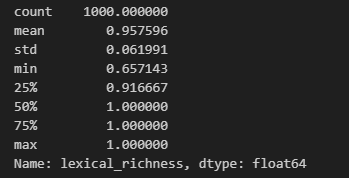 count 1000.000000
mean 0.957596
std 0.061991
min 0.657143
25% 0.916667
50% 1.000000
75% 1.000000
max 1.000000
Name: lexical_richness, dtype: float64